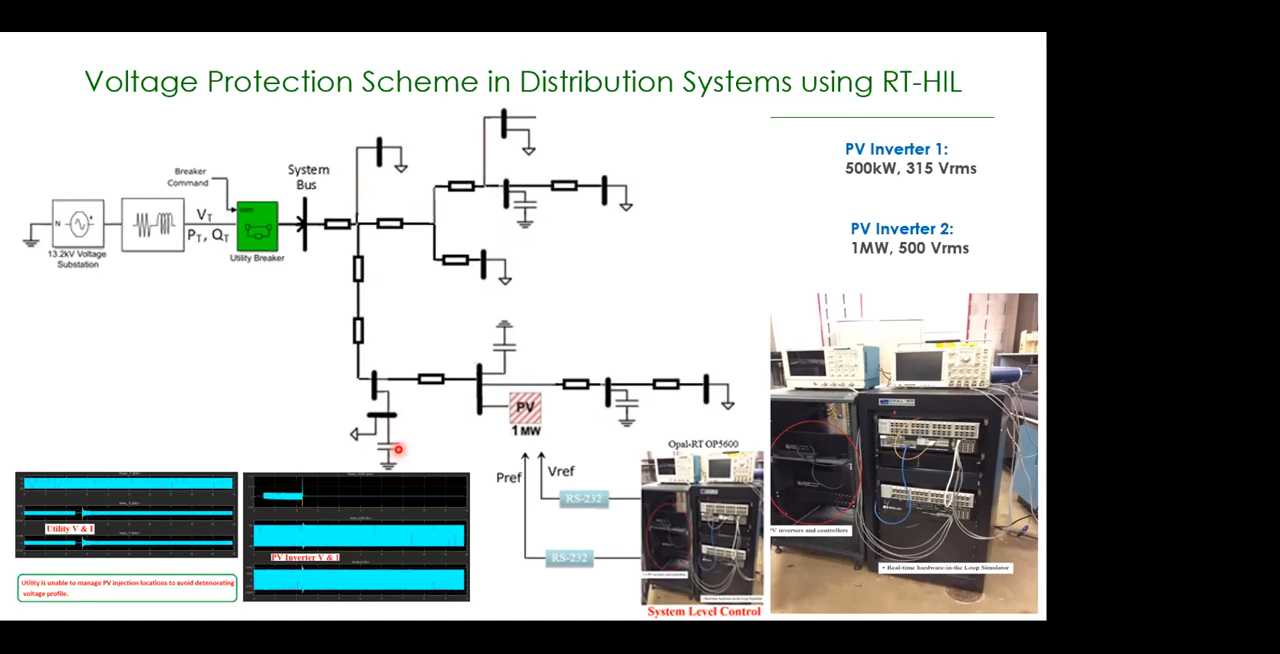 Voltage Protection Scheme in Distribution Systems using RT-HIL
PV Inverter 1:
500kW, 315 Vrms
PV Inverter 2:
1MW, 500 Vrms
Breaker
Command
System
Bus
N
VT
PT, QT
13.2kV Voltage
Substation
Utility Breaker
PV
1 MW
Opal-RT OP5600
Pref
Vref
RS-232
RS-232
System Level Control
Utility V & I
PV Inverter V & I
Utility is unable to manage PV injection locations to avoid deteriorating
voltage profile.
PV inverters and controllers
• Real-time hardware-in the Loop Simulator